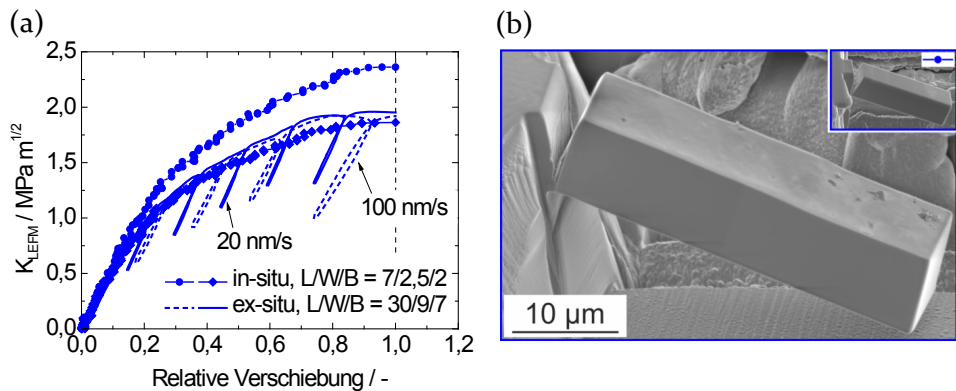 (a)
K_LEFM / MPa m^1/2
2,5
2,0
1,5
1,0
0,5
0,0
100 nm/s
20 nm/s
in-situ, L/W/B = 7/2,5/2
ex-situ, L/W/B = 30/9/7
0,0 0,2 0,4 0,6 0,8 1,0 1,2
Relative Verschiebung / -
(b)
10 µm